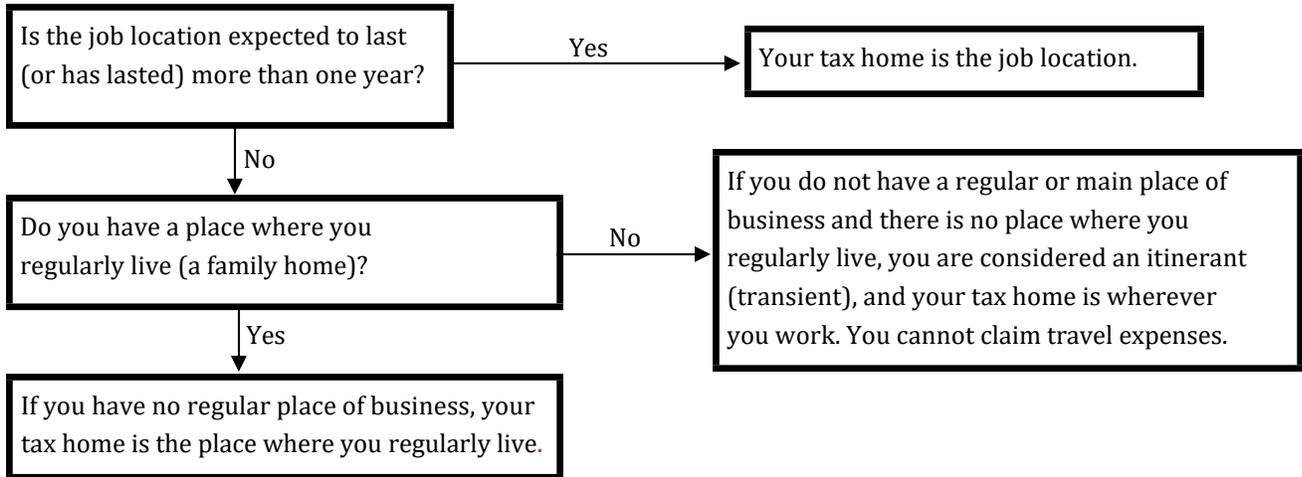 Is the job location expected to last
(or has lasted) more than one year?
Yes
Your tax home is the job location.
No
Do you have a place where you
regularly live (a family home)?
No
If you do not have a regular or main place of
business and there is no place where you
regularly live, you are considered an itinerant
(transient), and your tax home is wherever
you work. You cannot claim travel expenses.
Yes
If you have no regular place of business, your
tax home is the place where you regularly live.